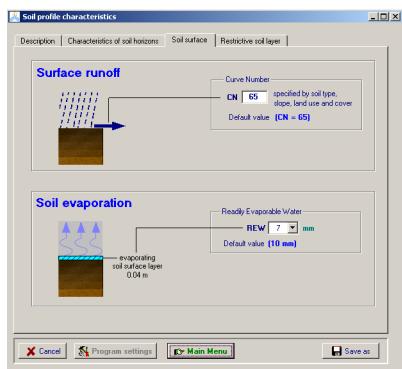 Soil profile characteristics
Description Characteristics of soil horizons Soil surface Restrictive soil layer
Surface runoff
Curve Number
CN 65 specified by soil type,
slope, land use and cover
Default value (CN = 65)
Soil evaporation
Readily Evaporable Water
REW 7 mm
Default value (10 mm)
evaporating
soil surface layer
0.04 m
Cancel Program settings Main Menu Save as